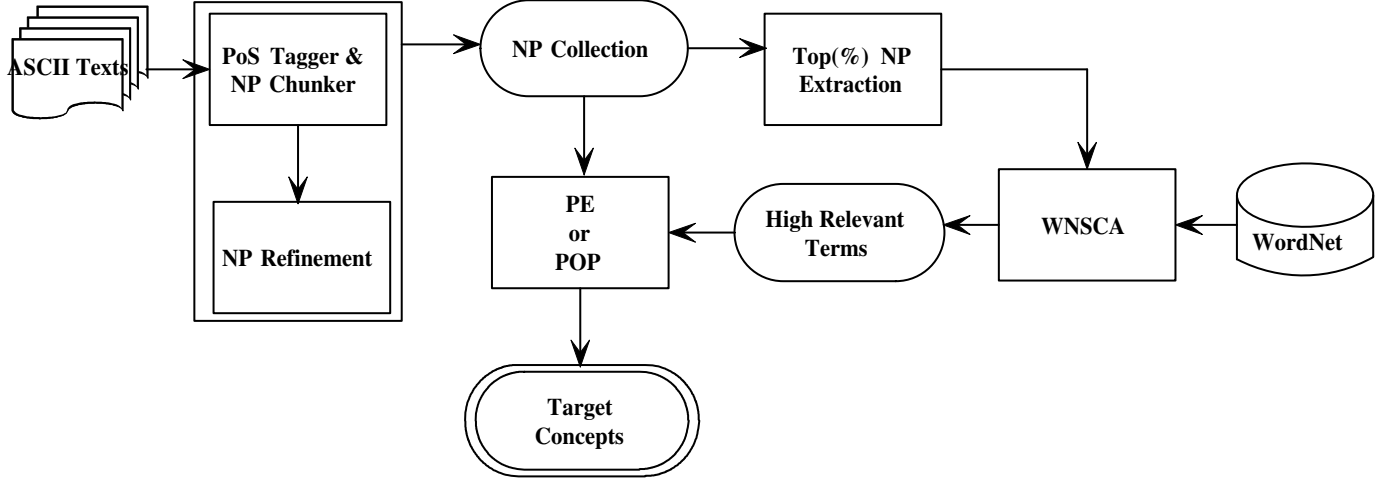 ASCII Texts
PoS Tagger &
NP Chunker
NP Refinement
NP Collection
Top(%) NP
Extraction
PE
or
POP
High Relevant
Terms
WNSCA
WordNet
Target
Concepts